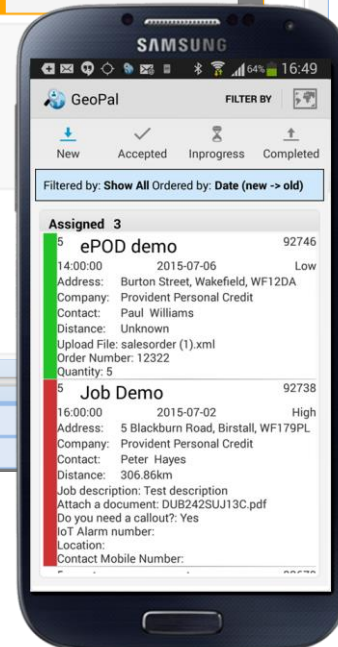 SAMSUNG
64% 16:49
GeoPal FILTER BY
New Accepted Inprogress Completed
Filtered by: Show All Ordered by: Date (new -> old)
Assigned 3
5 ePOD demo 92746
14:00:00 2015-07-06 Low
Address: Burton Street, Wakefield, WF12DA
Company: Provident Personal Credit
Contact: Paul Williams
Distance: Unknown
Upload File: salesorder (1).xml
Order Number: 12322
Quantity: 5
5 Job Demo 92738
16:00:00 2015-07-02 High
Address: 5 Blackburn Road, Birstall, WF179PL
Company: Provident Personal Credit
Contact: Peter Hayes
Distance: 306.86km
Job description: Test description
Attach a document: DUB242SUJ13C.pdf
Do you need a callout?: Yes
IoT Alarm number:
Location:
Contact Mobile Number: